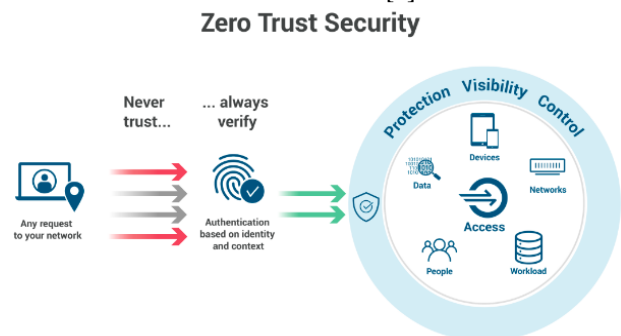 Zero Trust Security
Never
trust...
... always
verify
Any request
to your network
Authentication
based on identity
and context
Protection Visibility Control
Devices
Data
Networks
Access
People
Workload